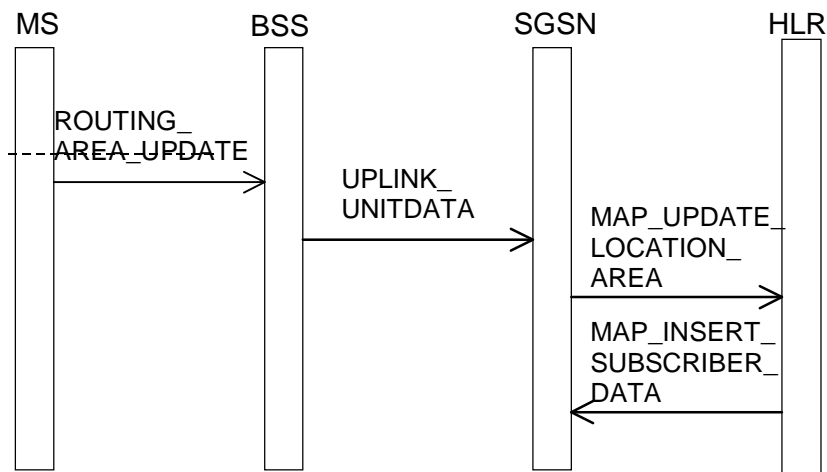 MS
BSS
SGSN
HLR
ROUTING_
AREA_UPDATE
UPLINK_
UNITDATA
MAP_UPDATE_
LOCATION_
AREA
MAP_INSERT_
SUBSCRIBER_
DATA